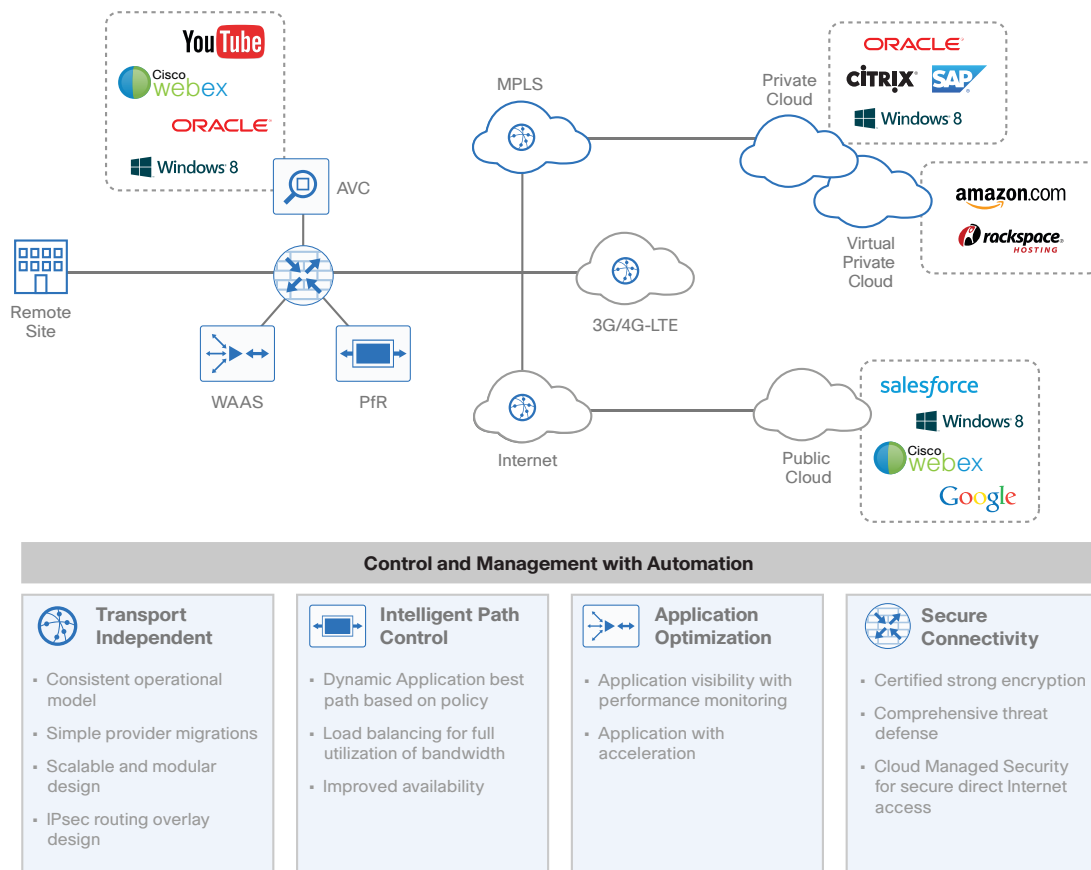 YouTube
Cisco
webex
ORACLE
Windows 8
AVC
Remote
Site
WAAS
PfR
MPLS
3G/4G-LTE
Internet
Private
Cloud
ORACLE
CİTRIX® SAP
Windows 8
Virtual
Private
Cloud
amazon.com
rackspace®
HOSTING
Public
Cloud
salesforce
Windows 8
Cisco
webex
Google
Control and Management with Automation
Transport
Independent
▪ Consistent operational
model
▪ Simple provider migrations
▪ Scalable and modular
design
▪ IPsec routing overlay
design
Intelligent Path
Control
▪ Dynamic Application best
path based on policy
▪ Load balancing for full
utilization of bandwidth
▪ Improved availability
Application
Optimization
▪ Application visibility with
performance monitoring
▪ Application with
acceleration
Secure
Connectivity
▪ Certified strong encryption
▪ Comprehensive threat
defense
▪ Cloud Managed Security
for secure direct Internet
access